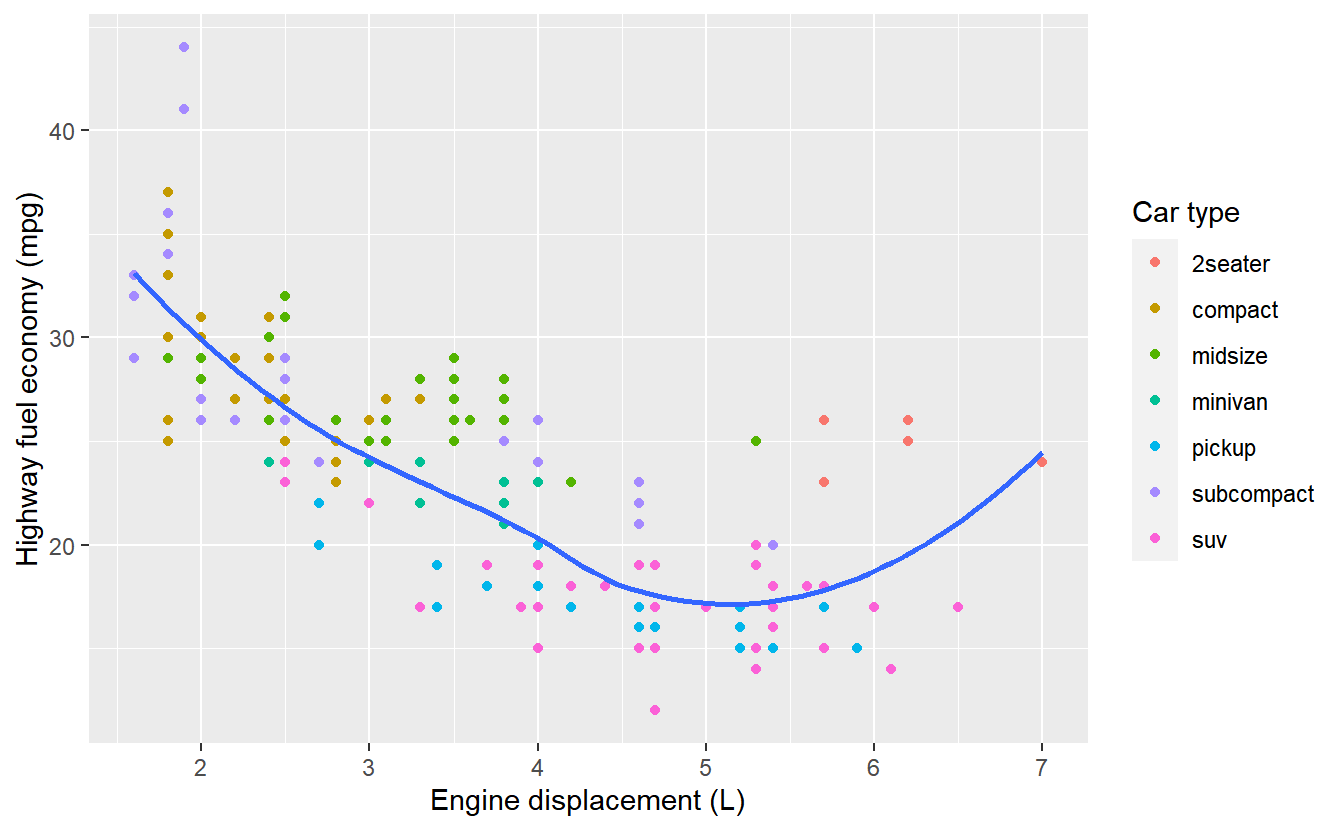 Highway fuel economy (mpg)
40
30
20
2 3 4 5 6 7
Engine displacement (L)
Car type
2seater
compact
midsize
minivan
pickup
subcompact
suv